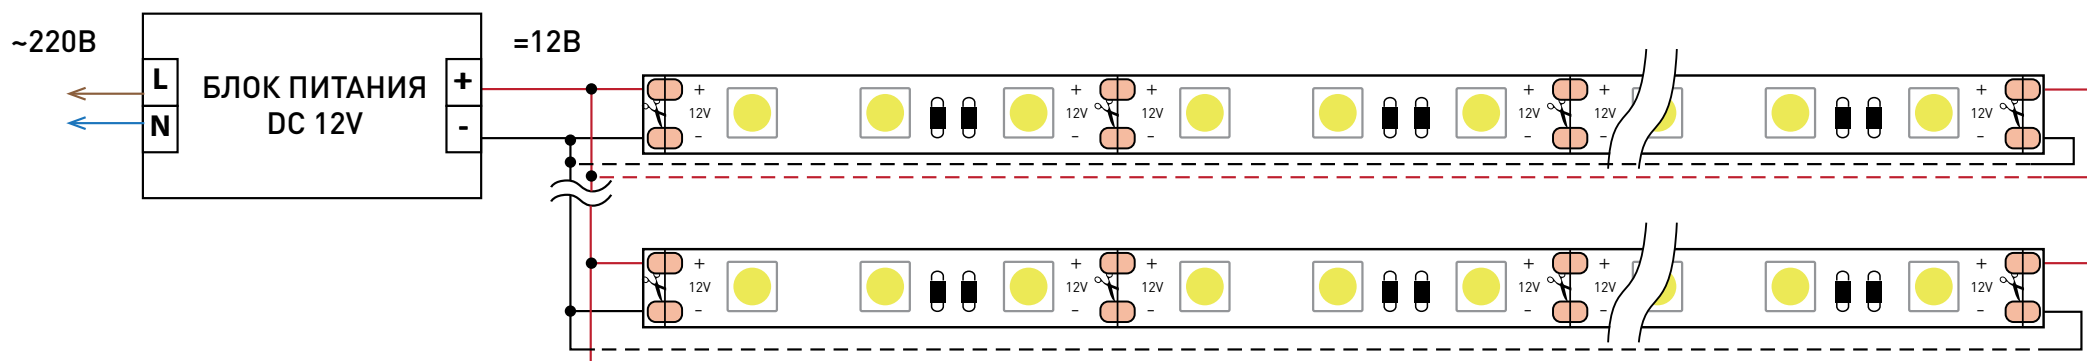 ~220В
=12В
L
N
БЛОК ПИТАНИЯ
DC 12V
+
-
+ + + + + +
12V 12V 12V 12V 12V 12V
- - - - - -
+ + + + + +
12V 12V 12V 12V 12V 12V
- - - - - -